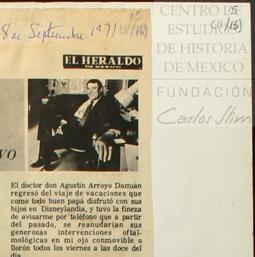 CENTRO DE
ESTUDIOS
DE HISTORIA
DE MEXICO
FUNDACIÓN
Carlos Slim
8 de Septiembre 1971
EL HERALDO
DE MEXICO
VO
El doctor don Agustín Arroyo Damián
regresó del viaje de vacaciones que
como todo buen papá disfrutó con sus
hijos en Disneylandia, y tuvo la fineza
de avisarme por teléfono que a partir
del pasado, se reanudarían sus
generosas intervenciones oftal-
mológicas en mi ojo conmovible o
llorón todos los viernes a las doce del
día.